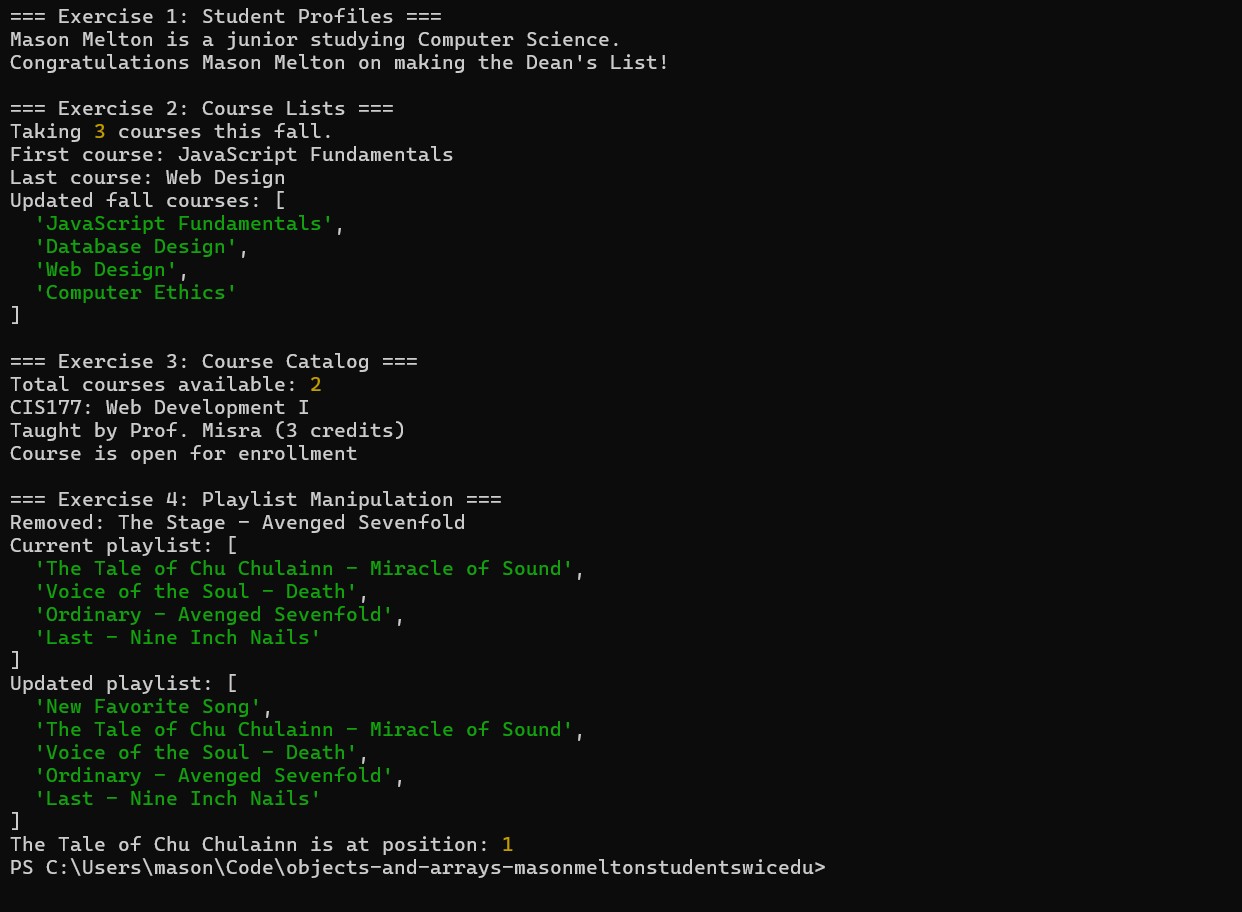 === Exercise 1: Student Profiles ===
Mason Melton is a junior studying Computer Science.
Congratulations Mason Melton on making the Dean's List!
=== Exercise 2: Course Lists ===
Taking 3 courses this fall.
First course: JavaScript Fundamentals
Last course: Web Design
Updated fall courses: [
  'JavaScript Fundamentals',
  'Database Design',
  'Web Design',
  'Computer Ethics'
]
=== Exercise 3: Course Catalog ===
Total courses available: 2
CIS177: Web Development I
Taught by Prof. Misra (3 credits)
Course is open for enrollment
=== Exercise 4: Playlist Manipulation ===
Removed: The Stage - Avenged Sevenfold
Current playlist: [
  'The Tale of Chu Chulainn - Miracle of Sound',
  'Voice of the Soul - Death',
  'Ordinary - Avenged Sevenfold',
  'Last - Nine Inch Nails'
]
Updated playlist: [
  'New Favorite Song',
  'The Tale of Chu Chulainn - Miracle of Sound',
  'Voice of the Soul - Death',
  'Ordinary - Avenged Sevenfold',
  'Last - Nine Inch Nails'
]
The Tale of Chu Chulainn is at position: 1
PS C:\Users\mason\Code\objects-and-arrays-masonmeltonstudentswicedu>